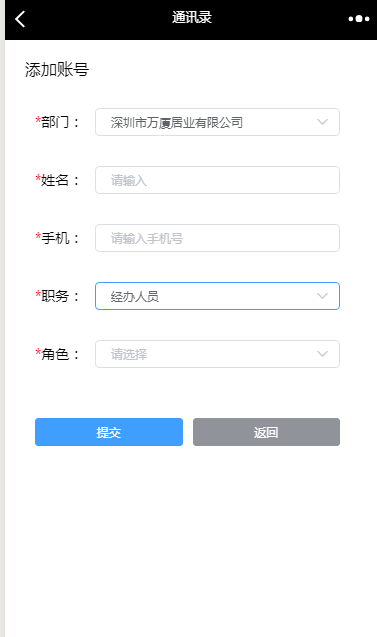 通讯录
添加账号
*部门： 深圳市万厦居业有限公司
*姓名： 请输入
*手机： 请输入手机号
*职务： 经办人员
*角色： 请选择
提交 返回